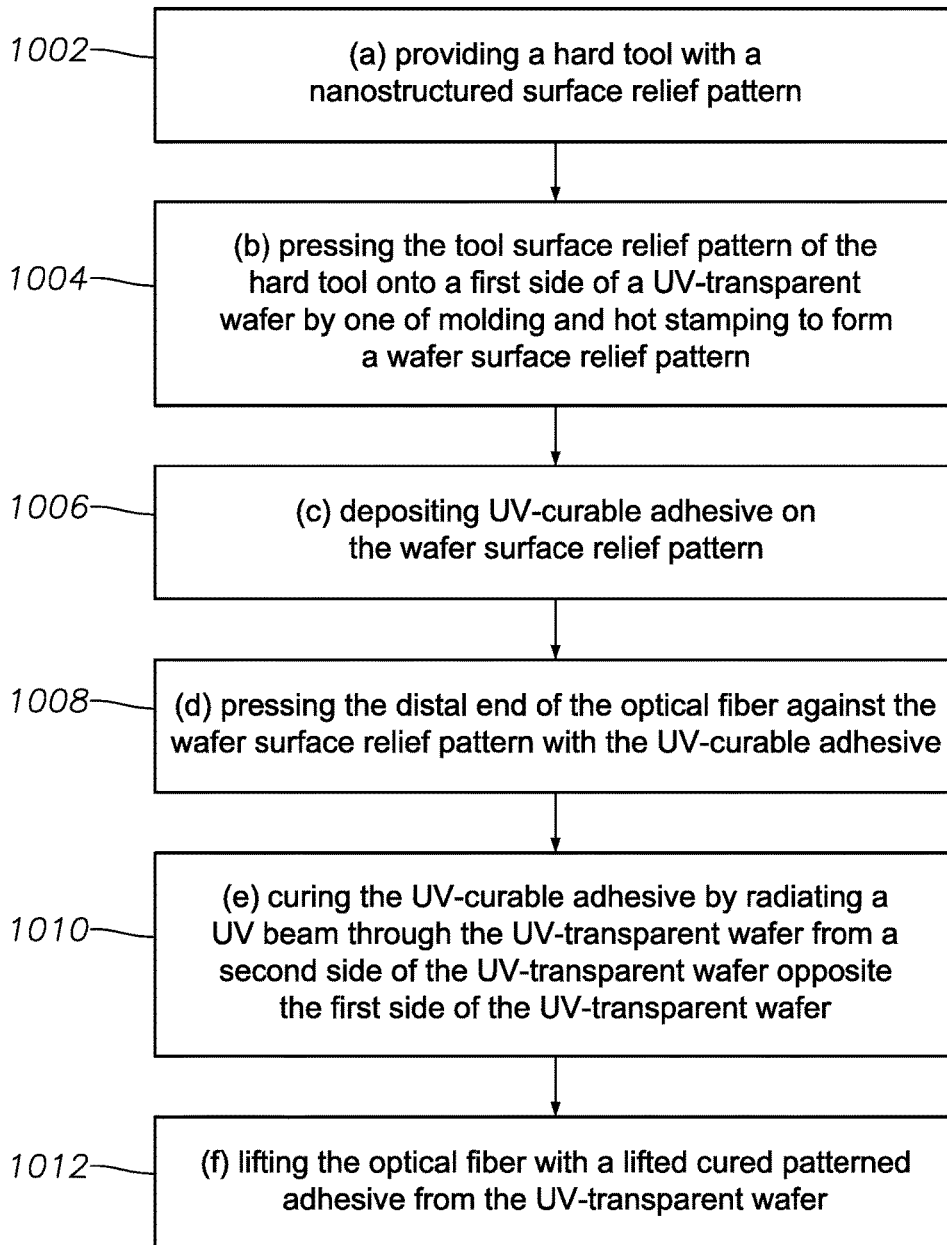 1002
(a) providing a hard tool with a
nanostructured surface relief pattern
1004
(b) pressing the tool surface relief pattern of the
hard tool onto a first side of a UV-transparent
wafer by one of molding and hot stamping to form
a wafer surface relief pattern
1006
(c) depositing UV-curable adhesive on
the wafer surface relief pattern
1008
(d) pressing the distal end of the optical fiber against the
wafer surface relief pattern with the UV-curable adhesive
1010
(e) curing the UV-curable adhesive by radiating a
UV beam through the UV-transparent wafer from a
second side of the UV-transparent wafer opposite
the first side of the UV-transparent wafer
1012
(f) lifting the optical fiber with a lifted cured patterned
adhesive from the UV-transparent wafer